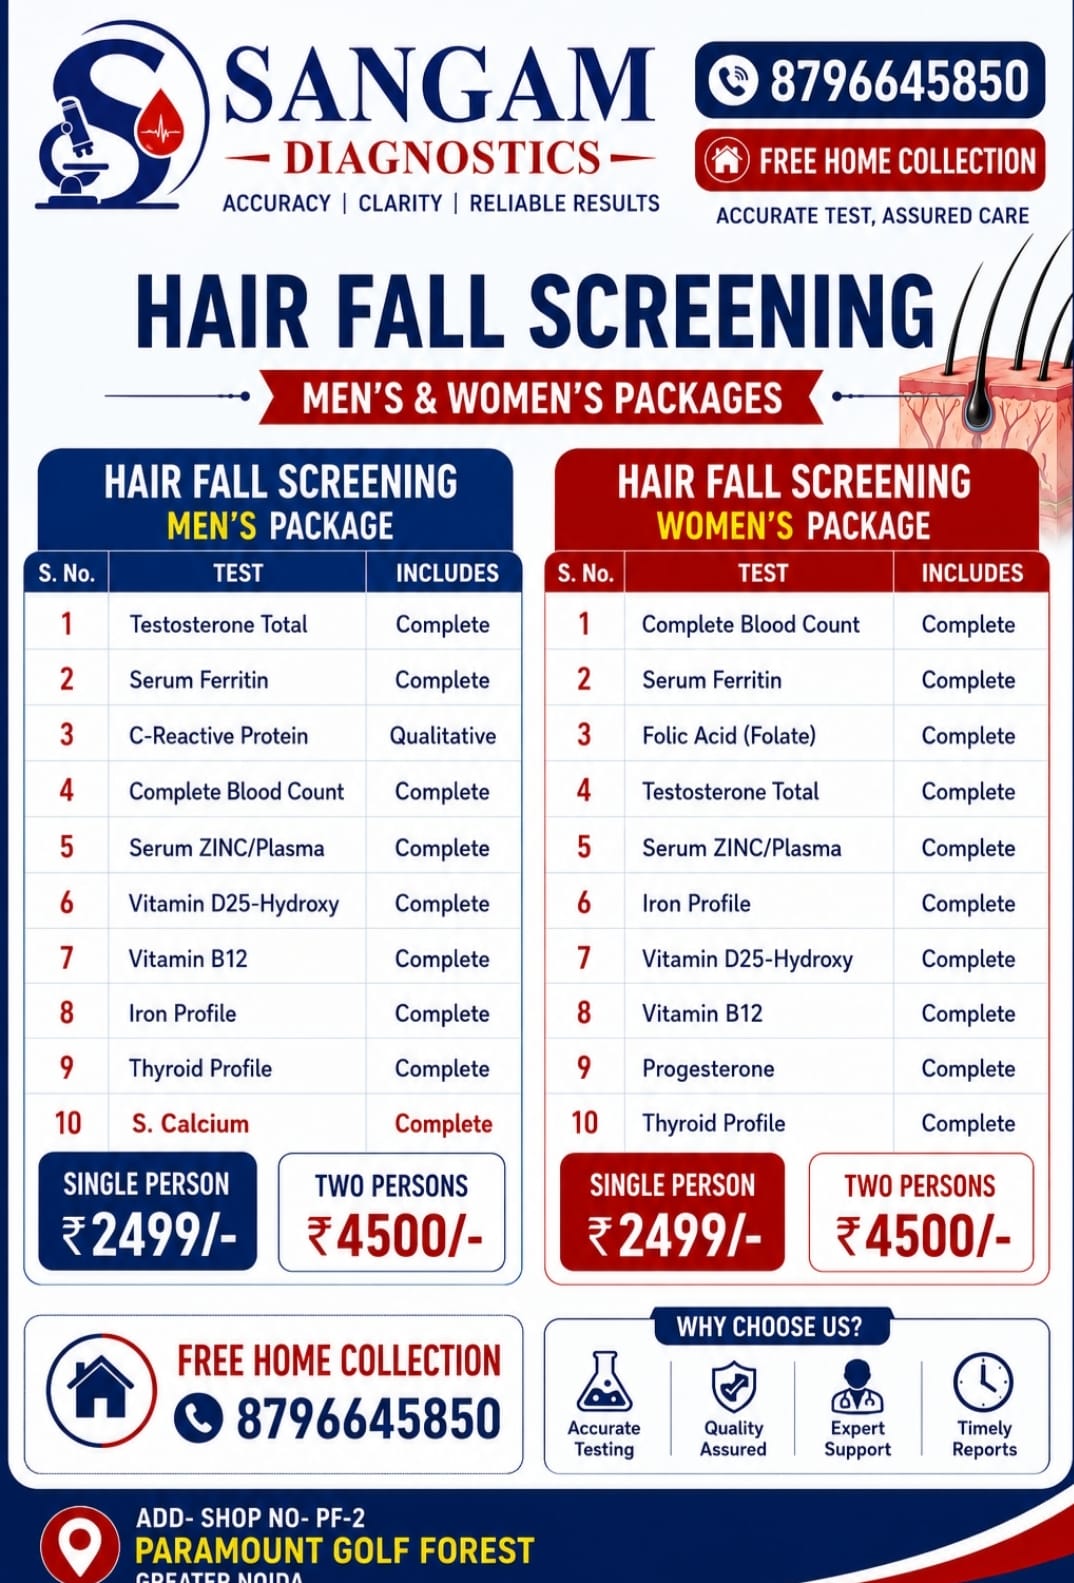 SANGAM
DIAGNOSTICS
ACCURACY | CLARITY | RELIABLE RESULTS
8796645850
FREE HOME COLLECTION
ACCURATE TEST, ASSURED CARE
HAIR FALL SCREENING
MEN'S & WOMEN'S PACKAGES
HAIR FALL SCREENING
MEN'S PACKAGE
S. No. TEST INCLUDES
1 Testosterone Total Complete
2 Serum Ferritin Complete
3 C-Reactive Protein Qualitative
4 Complete Blood Count Complete
5 Serum ZINC/Plasma Complete
6 Vitamin D25-Hydroxy Complete
7 Vitamin B12 Complete
8 Iron Profile Complete
9 Thyroid Profile Complete
10 S. Calcium Complete
SINGLE PERSON
₹2499/-
TWO PERSONS
₹4500/-
HAIR FALL SCREENING
WOMEN'S PACKAGE
S. No. TEST INCLUDES
1 Complete Blood Count Complete
2 Serum Ferritin Complete
3 Folic Acid (Folate) Complete
4 Testosterone Total Complete
5 Serum ZINC/Plasma Complete
6 Iron Profile Complete
7 Vitamin D25-Hydroxy Complete
8 Vitamin B12 Complete
9 Progesterone Complete
10 Thyroid Profile Complete
SINGLE PERSON
₹2499/-
TWO PERSONS
₹4500/-
FREE HOME COLLECTION
8796645850
WHY CHOOSE US?
Accurate
Testing
Quality
Assured
Expert
Support
Timely
Reports
ADD- SHOP NO- PF-2
PARAMOUNT GOLF FOREST
GREATER NOIDA